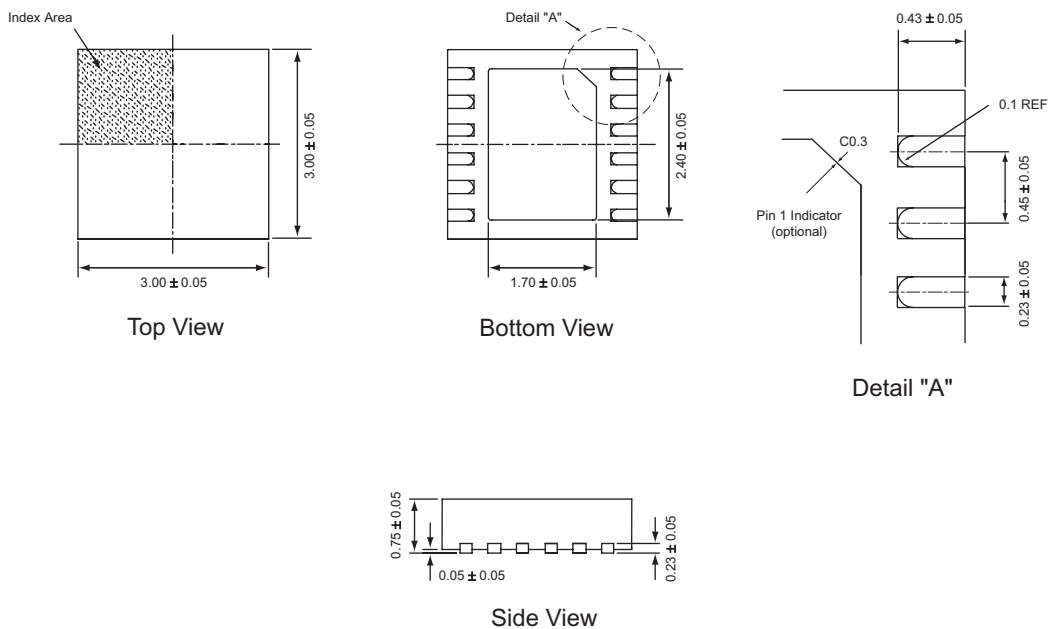 Index Area
3.00 ± 0.05
3.00 ± 0.05
Top View
Detail "A"
2.40 ± 0.05
1.70 ± 0.05
Bottom View
0.43 ± 0.05
0.1 REF
C0.3
0.45 ± 0.05
Pin 1 Indicator
(optional)
0.23 ± 0.05
Detail "A"
0.75 ± 0.05
0.05 ± 0.05
0.23 ± 0.05
Side View